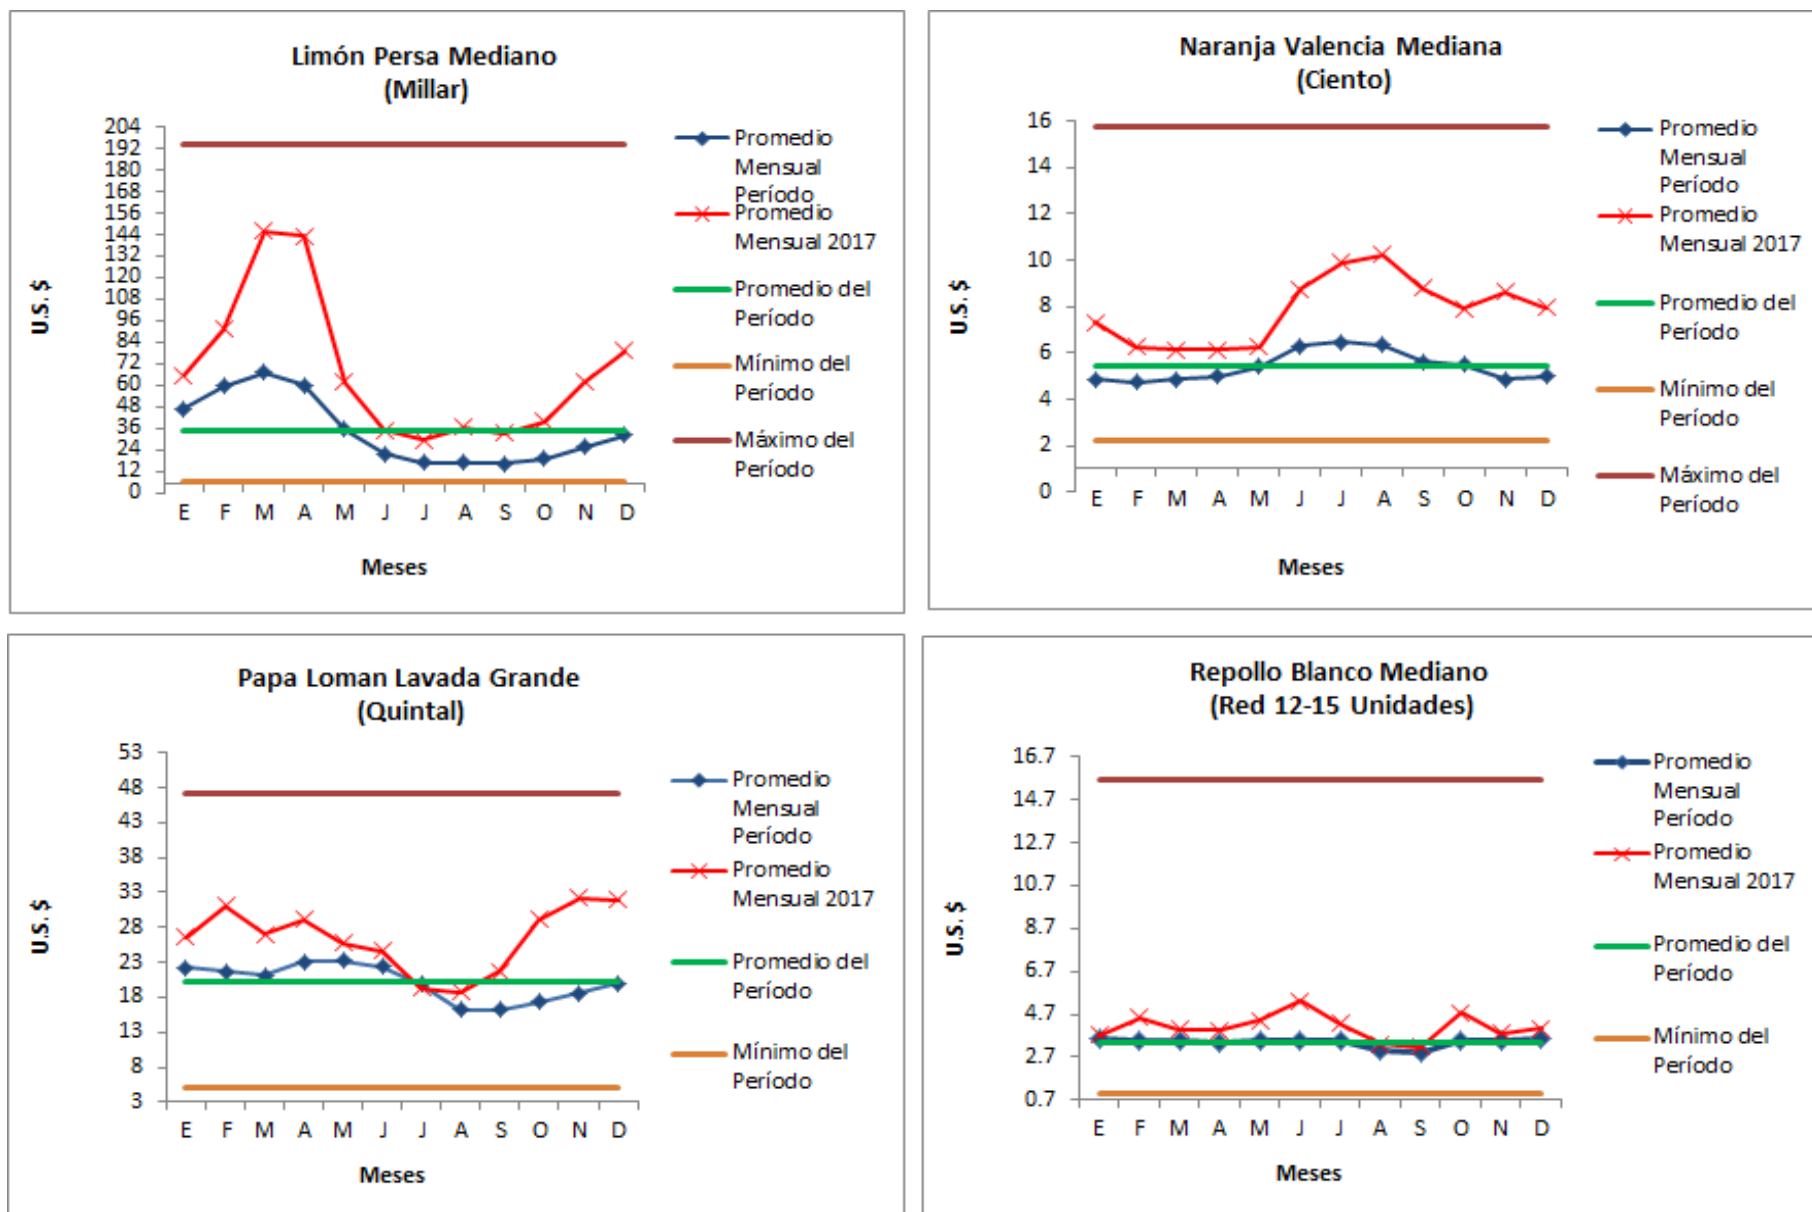 Limón Persa Mediano
(Millar)
204
192
180
168
156
144
132
120
108
96
84
72
60
48
36
24
12
0
U.S. $
E F M A M J J A S O N D
Meses
Promedio
Mensual
Período
Promedio
Mensual 2017
Promedio del
Período
Mínimo del
Período
Máximo del
Período
Naranja Valencia Mediana
(Ciento)
16
14
12
10
8
6
4
2
0
U.S. $
E F M A M J J A S O N D
Meses
Promedio
Mensual
Período
Promedio
Mensual 2017
Promedio del
Período
Mínimo del
Período
Máximo del
Período
Papa Loman Lavada Grande
(Quintal)
53
48
43
38
33
28
23
18
13
8
3
U.S. $
E F M A M J J A S O N D
Meses
Promedio
Mensual
Período
Promedio
Mensual 2017
Promedio del
Período
Mínimo del
Período
Repollo Blanco Mediano
(Red 12-15 Unidades)
16.7
14.7
12.7
10.7
8.7
6.7
4.7
2.7
0.7
U.S. $
E F M A M J J A S O N D
Meses
Promedio
Mensual
Período
Promedio
Mensual 2017
Promedio del
Período
Mínimo del
Período